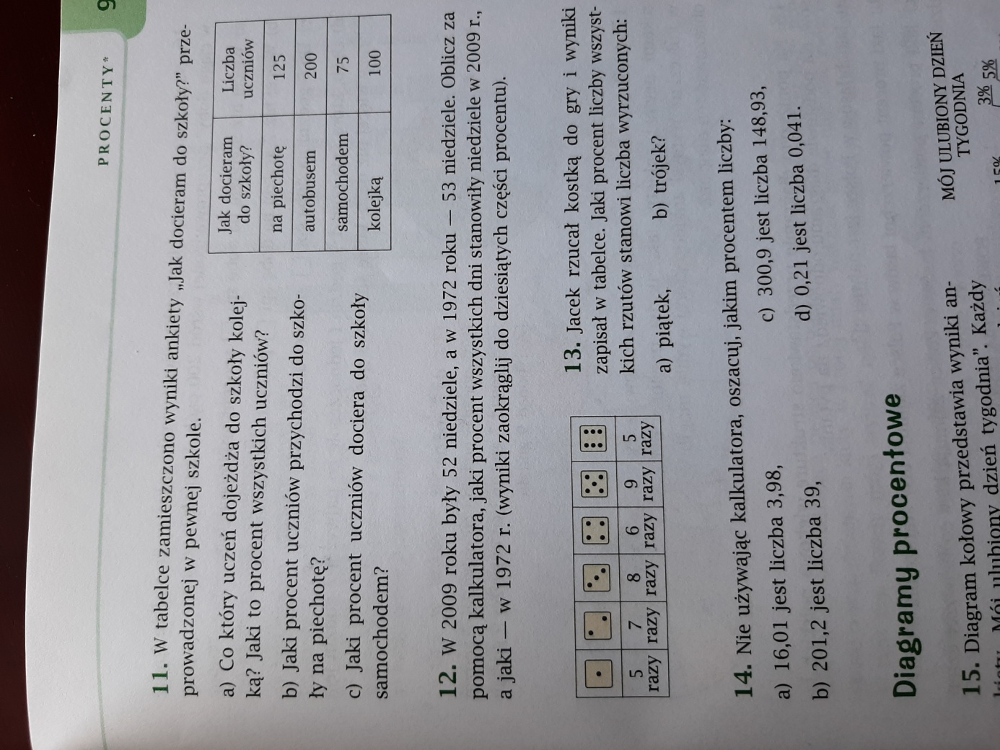 PROCENTY*
9
11. W tabelce zamieszczono wyniki ankiety „Jak docieram do szkoły?” prze-
prowadzonej w pewnej szkole.
a) Co który uczeń dojeżdża do szkoły kolej-
ką? Jaki to procent wszystkich uczniów?
b) Jaki procent uczniów przychodzi do szko-
ły na piechotę?
c) Jaki procent uczniów dociera do szkoły
samochodem?
Jak docieram Liczba
do szkoły? uczniów
na piechotę 125
autobusem 200
samochodem 75
kolejką 100
12. W 2009 roku były 52 niedziele, a w 1972 roku — 53 niedziele. Oblicz za
pomocą kalkulatora, jaki procent wszystkich dni stanowiły niedziele w 2009 r.,
a jaki — w 1972 r. (wyniki zaokrąglij do dziesiątych części procentu).
5 7 8 6 9 5
razy razy razy razy razy razy
13. Jacek rzucał kostką do gry i wyniki
zapisał w tabelce. Jaki procent liczby wszyst-
kich rzutów stanowi liczba wyrzuconych:
a) piątek, b) trójek?
14. Nie używając kalkulatora, oszacuj, jakim procentem liczby:
a) 16,01 jest liczba 3,98, c) 300,9 jest liczba 148,93,
b) 201,2 jest liczba 39, d) 0,21 jest liczba 0,041.
Diagramy procentowe
15. Diagram kołowy przedstawia wyniki an-
„Mój ulubiony dzień tygodnia”. Każdy
MÓJ ULUBIONY DZIEŃ
TYGODNIA
3% 5%
15%